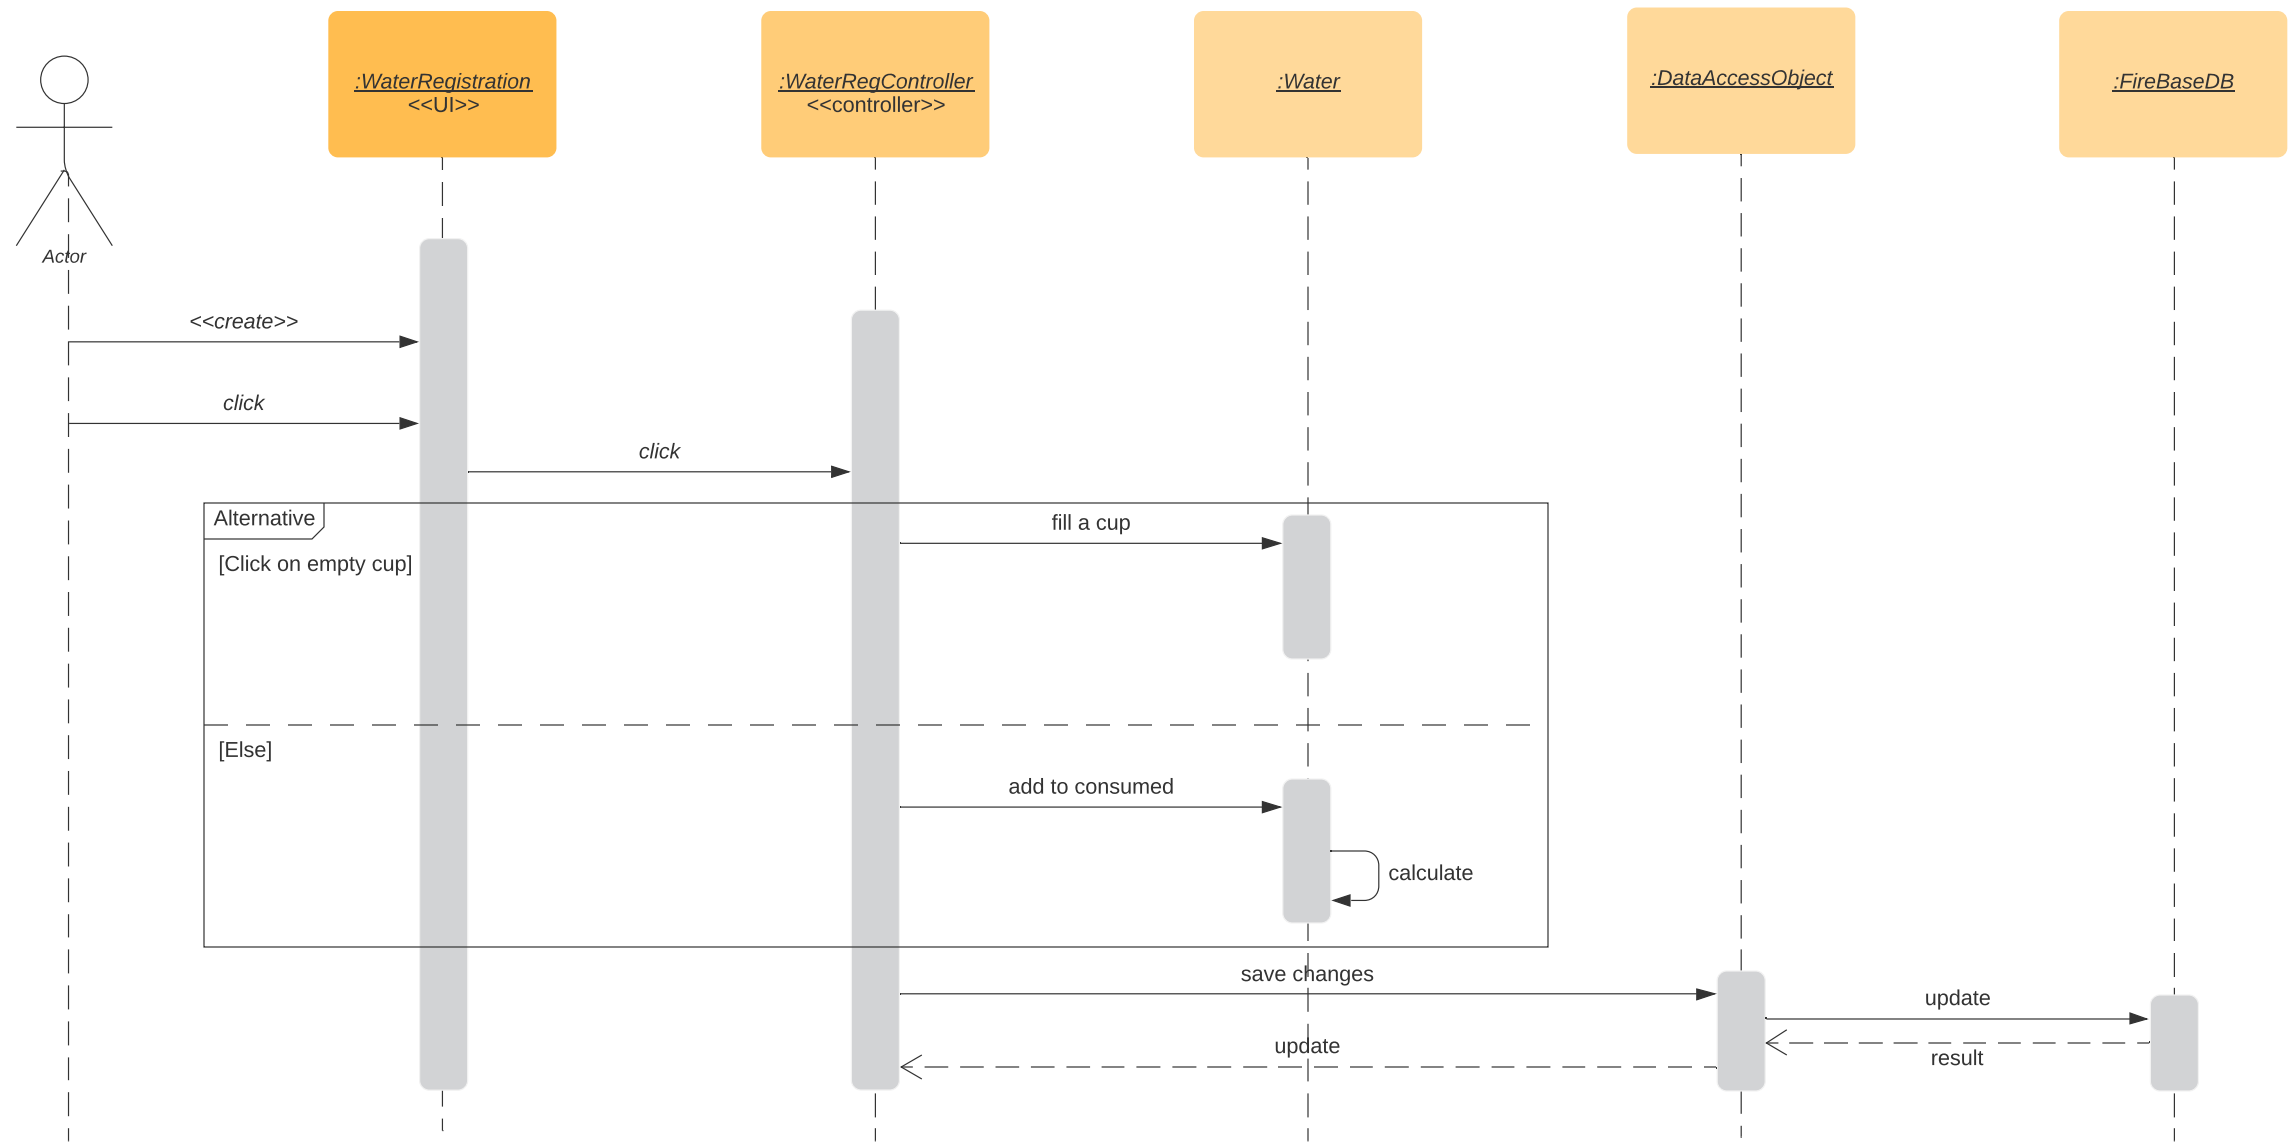 :WaterRegistration
<<UI>>
:WaterRegController
<<controller>>
:Water
:DataAccessObject
:FireBaseDB
Actor
<<create>>
click
click
Alternative
fill a cup
[Click on empty cup]
[Else]
add to consumed
calculate
save changes
update
update
result